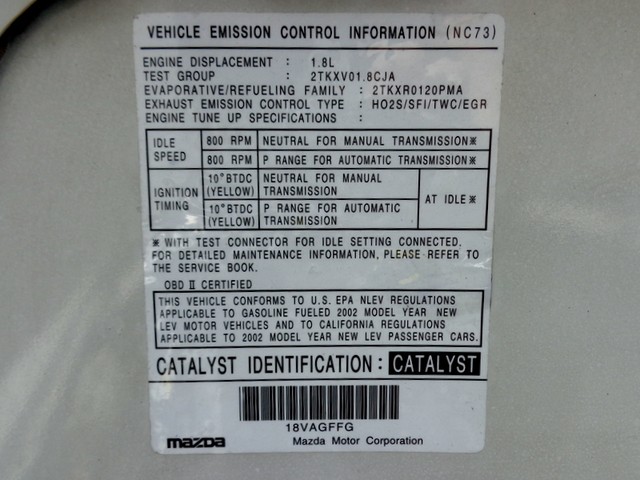 VEHICLE EMISSION CONTROL INFORMATION (NC73)
ENGINE DISPLACEMENT : 1.8L
TEST GROUP : 2TKXV01.8CJA
EVAPORATIVE/REFUELING FAMILY : 2TKXR0120PMA
EXHAUST EMISSION CONTROL TYPE : HO2S/SFI/TWC/EGR
ENGINE TUNE UP SPECIFICATIONS :
IDLE SPEED 800 RPM NEUTRAL FOR MANUAL TRANSMISSION※
800 RPM P RANGE FOR AUTOMATIC TRANSMISSION※
IGNITION TIMING 10°BTDC (YELLOW) NEUTRAL FOR MANUAL TRANSMISSION AT IDLE※
10°BTDC (YELLOW) P RANGE FOR AUTOMATIC TRANSMISSION
※ WITH TEST CONNECTOR FOR IDLE SETTING CONNECTED.
FOR DETAILED MAINTENANCE INFORMATION, PLEASE REFER TO
THE SERVICE BOOK.
OBD II CERTIFIED
THIS VEHICLE CONFORMS TO U.S. EPA NLEV REGULATIONS
APPLICABLE TO GASOLINE FUELED 2002 MODEL YEAR NEW
LEV MOTOR VEHICLES AND TO CALIFORNIA REGULATIONS
APPLICABLE TO 2002 MODEL YEAR NEW LEV PASSENGER CARS.
CATALYST IDENTIFICATION : CATALYST
18VAGFFG
mazda Mazda Motor Corporation